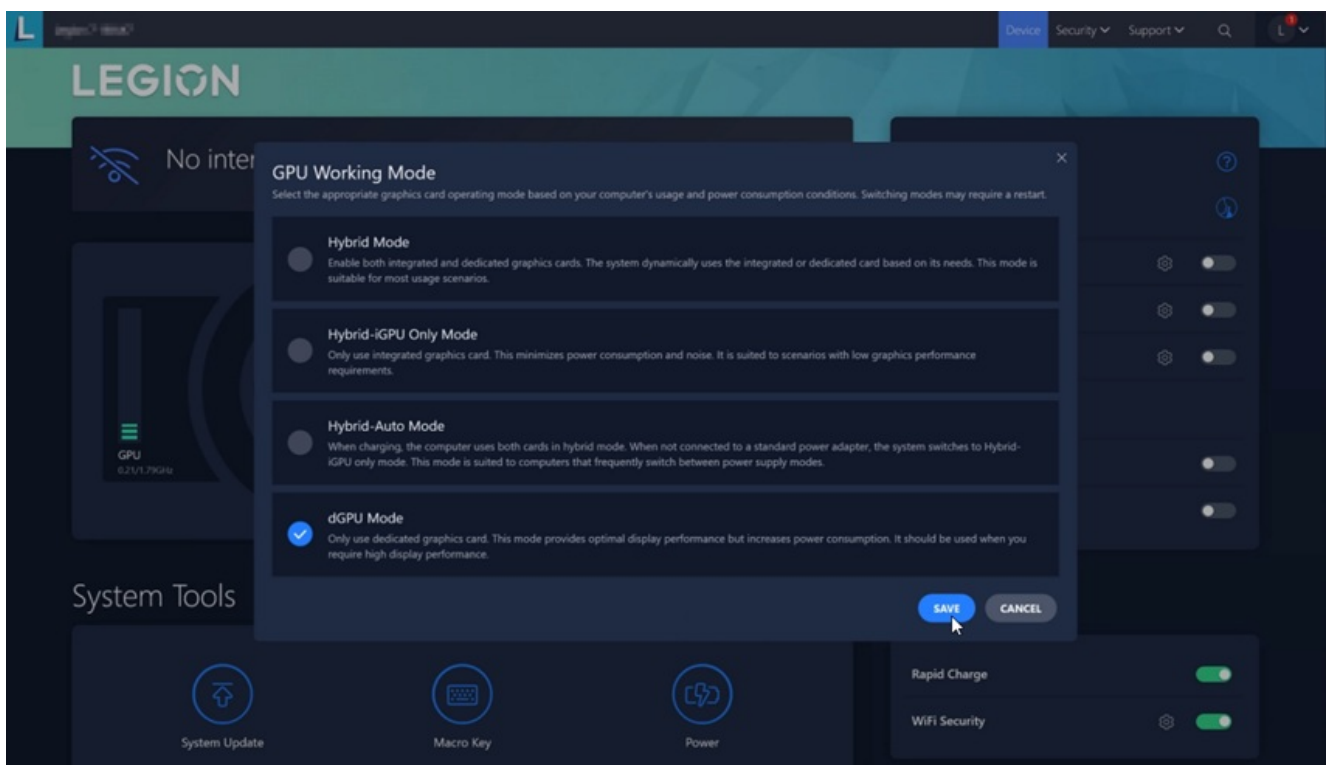 L
Device Security Support L 1
LEGION
No inter
GPU Working Mode
Select the appropriate graphics card operating mode based on your computer's usage and power consumption conditions. Switching modes may require a restart.
Hybrid Mode
Enable both integrated and dedicated graphics cards. The system dynamically uses the integrated or dedicated card based on its needs. This mode is
suitable for most usage scenarios.
Hybrid-iGPU Only Mode
Only use integrated graphics card. This minimizes power consumption and noise. It is suited to scenarios with low graphics performance
requirements.
Hybrid-Auto Mode
When charging, the computer uses both cards in hybrid mode. When not connected to a standard power adapter, the system switches to Hybrid-
iGPU only mode. This mode is suited to computers that frequently switch between power supply modes.
GPU
0.21/1.79GHz
dGPU Mode
Only use dedicated graphics card. This mode provides optimal display performance but increases power consumption. It should be used when you
require high display performance.
SAVE CANCEL
System Tools
System Update
Macro Key
Power
Rapid Charge
WiFi Security